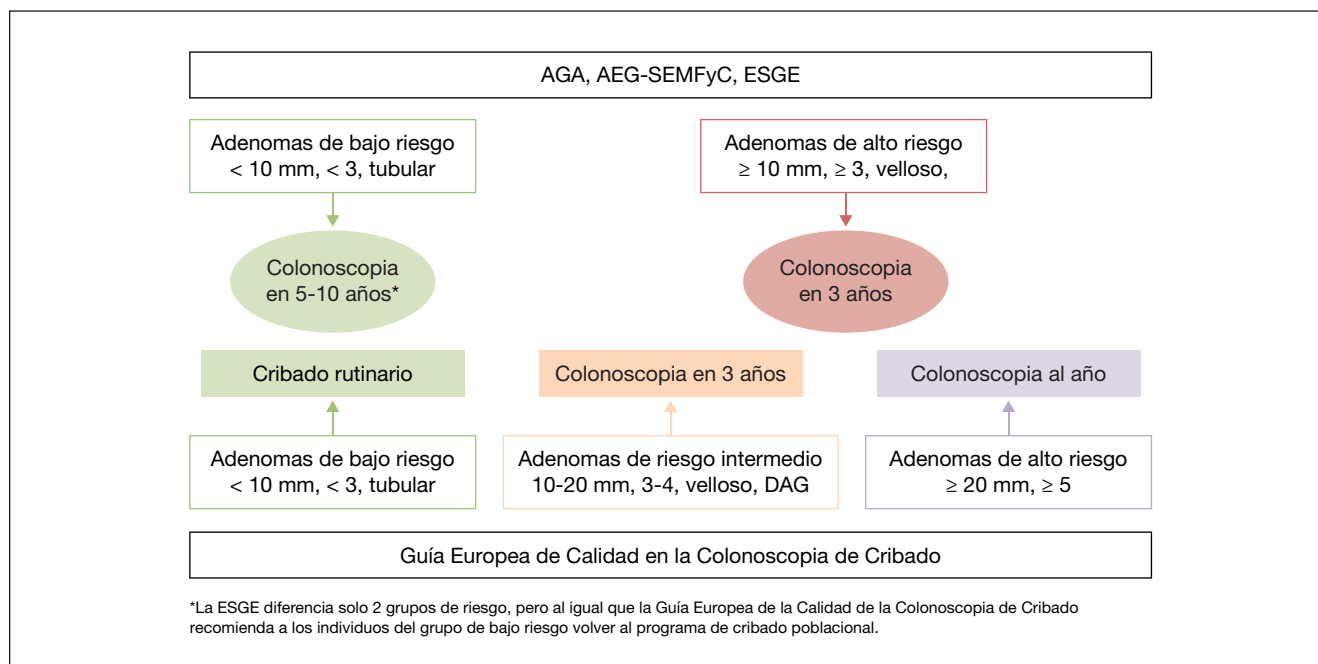 AGA, AEG-SEMFyC, ESGE
Adenomas de bajo riesgo
< 10 mm, < 3, tubular
Adenomas de alto riesgo
≥ 10 mm, ≥ 3, velloso,
Colonoscopia
en 5-10 años*
Colonoscopia
en 3 años
Cribado rutinario
Colonoscopia en 3 años
Colonoscopia al año
Adenomas de bajo riesgo
< 10 mm, < 3, tubular
Adenomas de riesgo intermedio
10-20 mm, 3-4, velloso, DAG
Adenomas de alto riesgo
≥ 20 mm, ≥ 5
Guía Europea de Calidad en la Colonoscopia de Cribado
*La ESGE diferencia solo 2 grupos de riesgo, pero al igual que la Guía Europea de la Calidad de la Colonoscopia de Cribado
recomienda a los individuos del grupo de bajo riesgo volver al programa de cribado poblacional.